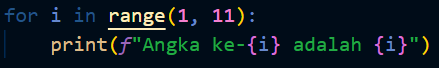 for i in range(1, 11):
    print(f"Angka ke-{i} adalah {i}")